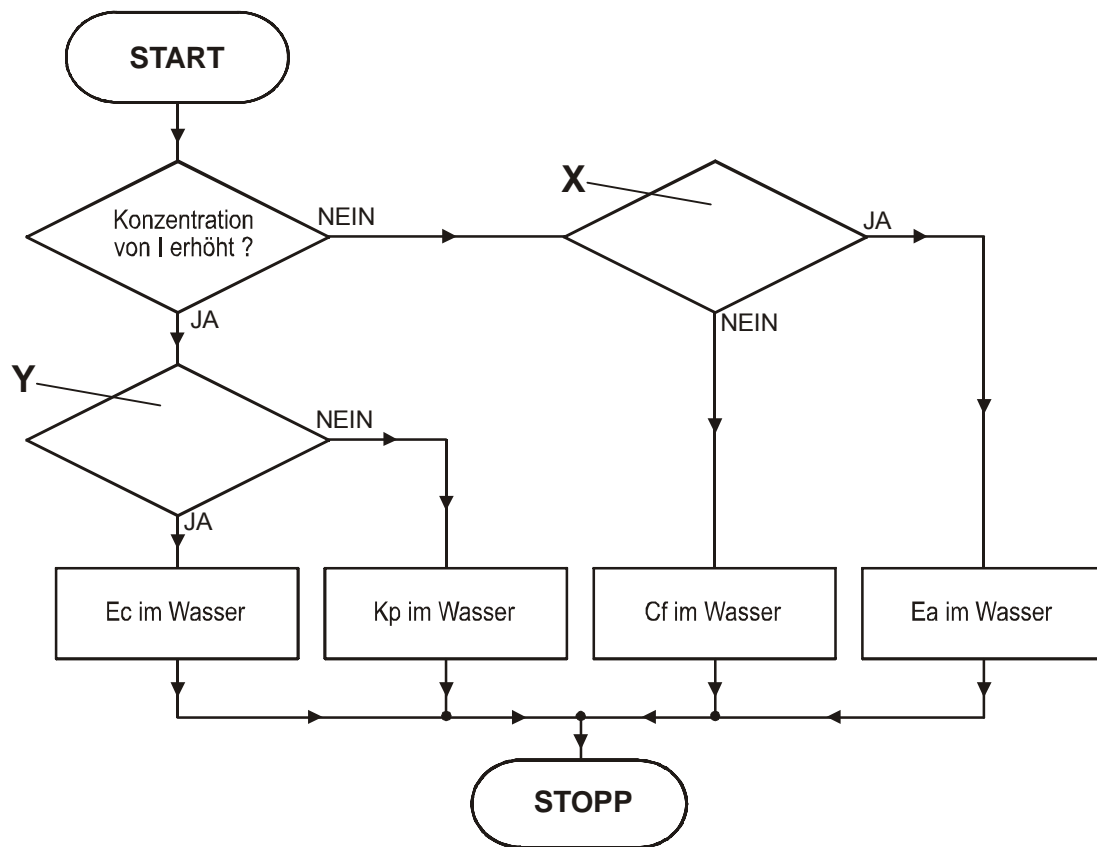 START
Konzentration
von I erhöht ?
NEIN
X
JA
JA
NEIN
Y
NEIN
JA
Ec im Wasser
Kp im Wasser
Cf im Wasser
Ea im Wasser
STOPP